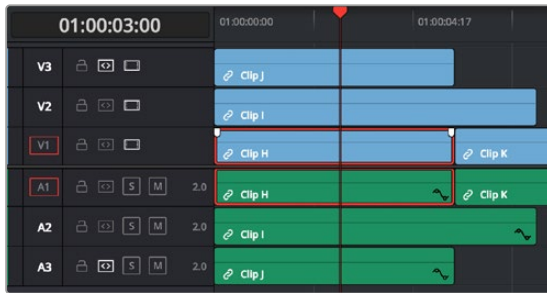 01:00:03:00
01:00:00:00 01:00:04:17
V3 Clip J
V2 Clip I
V1 Clip H Clip K
A1 S M 2.0 Clip H Clip K
A2 S M 2.0 Clip I
A3 S M 2.0 Clip J